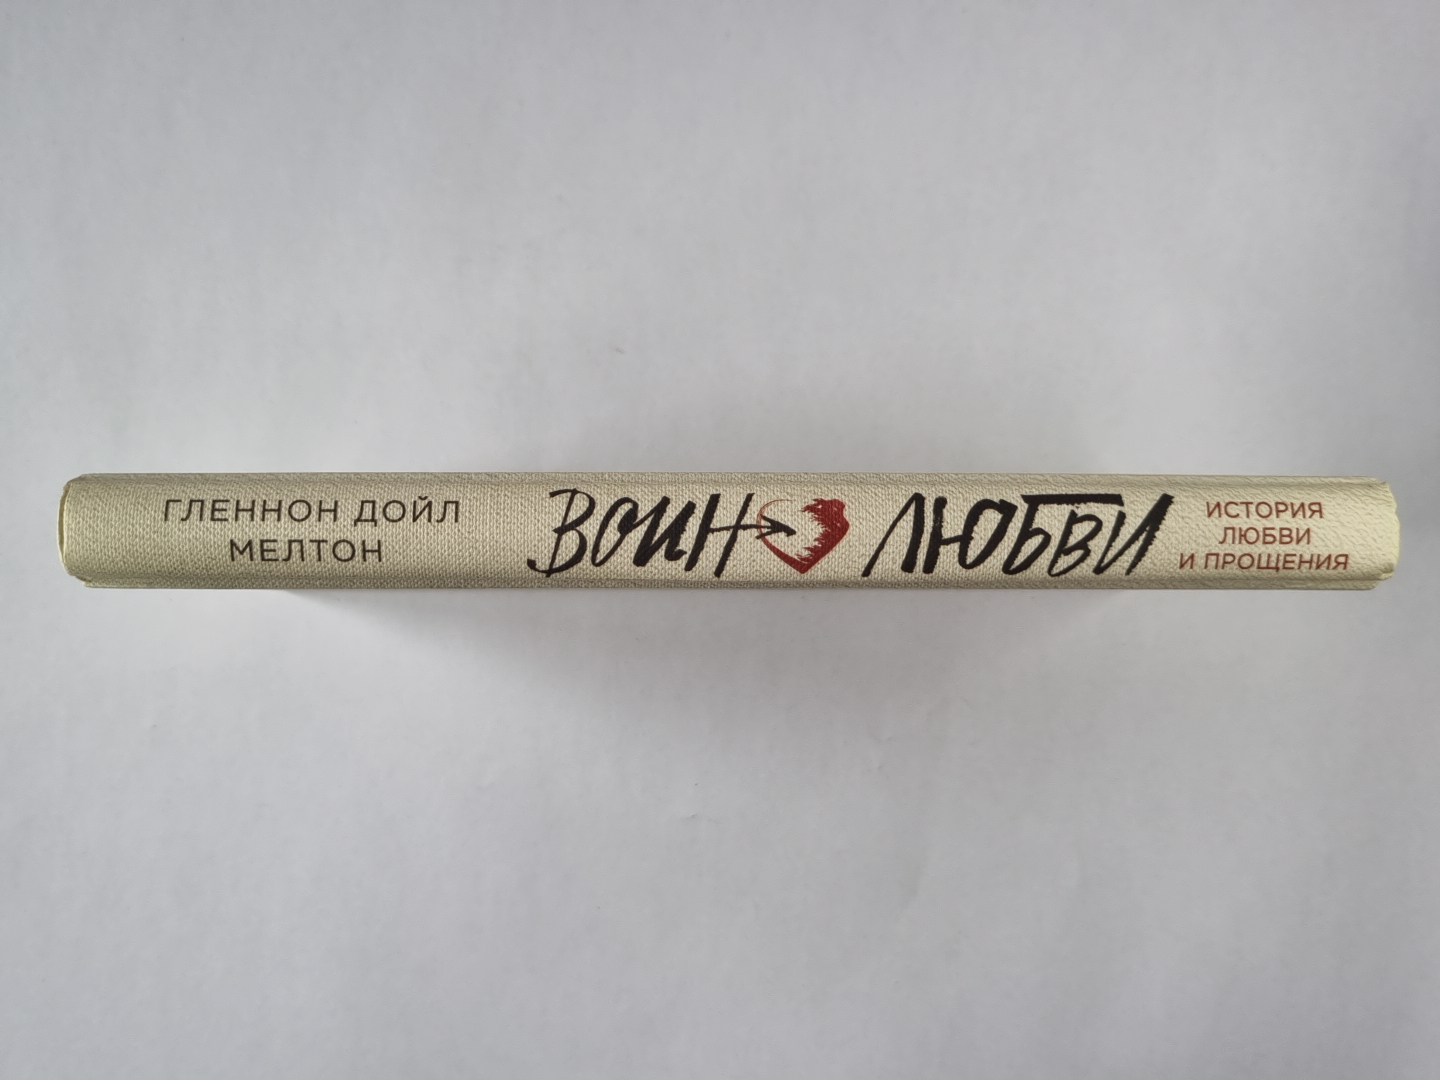 ГЛЕННОН ДОЙЛ
МЕЛТОН
ВОИН ЛЮБВИ
ИСТОРИЯ
ЛЮБВИ
И ПРОЩЕНИЯ